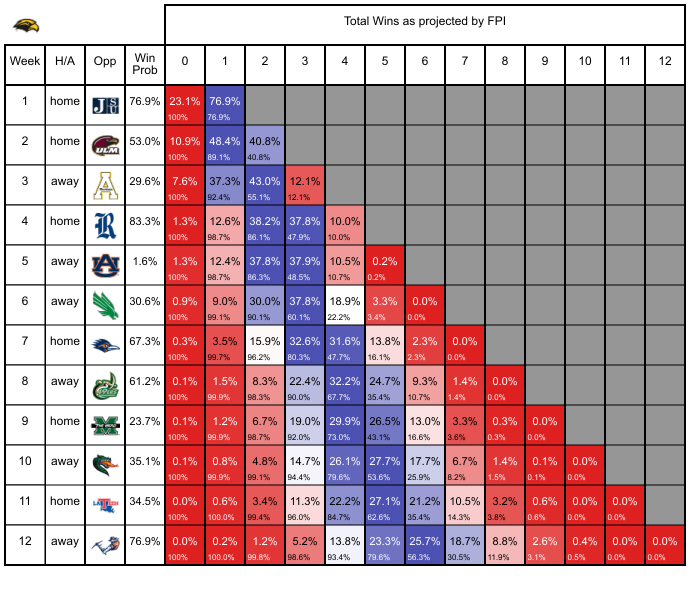 Total Wins as projected by FPI
Week H/A Opp Win Prob 0 1 2 3 4 5 6 7 8 9 10 11 12
1 home JSU 76.9% 23.1% 76.9%
100% 76.9%
2 home ULM 53.0% 10.9% 48.4% 40.8%
100% 89.1% 40.8%
3 away A 29.6% 7.6% 37.3% 43.0% 12.1%
100% 92.4% 55.1% 12.1%
4 home R 83.3% 1.3% 12.6% 38.2% 37.8% 10.0%
100% 98.7% 86.1% 47.9% 10.0%
5 away AU 1.6% 1.3% 12.4% 37.8% 37.9% 10.5% 0.2%
100% 98.7% 86.3% 48.5% 10.7% 0.2%
6 away 30.6% 0.9% 9.0% 30.0% 37.8% 18.9% 3.3% 0.0%
100% 99.1% 90.1% 60.1% 22.2% 3.4% 0.0%
7 home 67.3% 0.3% 3.5% 15.9% 32.6% 31.6% 13.8% 2.3% 0.0%
100% 99.7% 96.2% 80.3% 47.7% 16.1% 2.3% 0.0%
8 away 61.2% 0.1% 1.5% 8.3% 22.4% 32.2% 24.7% 9.3% 1.4% 0.0%
100% 99.9% 98.3% 90.0% 67.7% 35.4% 10.7% 1.4% 0.0%
9 home M 23.7% 0.1% 1.2% 6.7% 19.0% 29.9% 26.5% 13.0% 3.3% 0.3% 0.0%
100% 99.9% 98.7% 92.0% 73.0% 43.1% 16.6% 3.6% 0.3% 0.0%
10 away 35.1% 0.1% 0.8% 4.8% 14.7% 26.1% 27.7% 17.7% 6.7% 1.4% 0.1% 0.0%
100% 99.9% 99.1% 94.4% 79.6% 53.6% 25.9% 8.2% 1.5% 0.1% 0.0%
11 home LA TECH 34.5% 0.0% 0.6% 3.4% 11.3% 22.2% 27.1% 21.2% 10.5% 3.2% 0.6% 0.0% 0.0%
100% 100.0% 99.4% 96.0% 84.7% 62.6% 35.4% 14.3% 3.8% 0.6% 0.0% 0.0%
12 away 76.9% 0.0% 0.2% 1.2% 5.2% 13.8% 23.3% 25.7% 18.7% 8.8% 2.6% 0.4% 0.0% 0.0%
100% 100.0% 99.8% 98.6% 93.4% 79.6% 56.3% 30.5% 11.9% 3.1% 0.5% 0.0% 0.0%